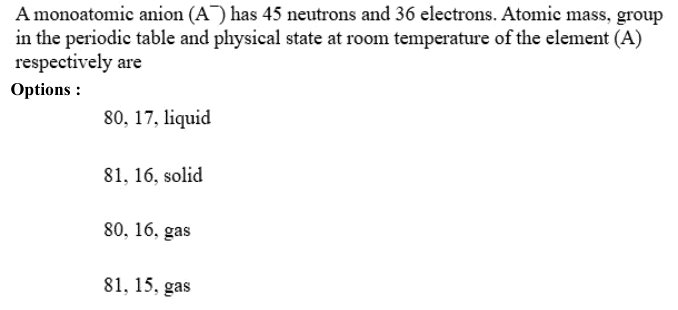 A monoatomic anion (A⁻) has 45 neutrons and 36 electrons. Atomic mass, group
in the periodic table and physical state at room temperature of the element (A)
respectively are
Options :
80, 17, liquid
81, 16, solid
80, 16, gas
81, 15, gas